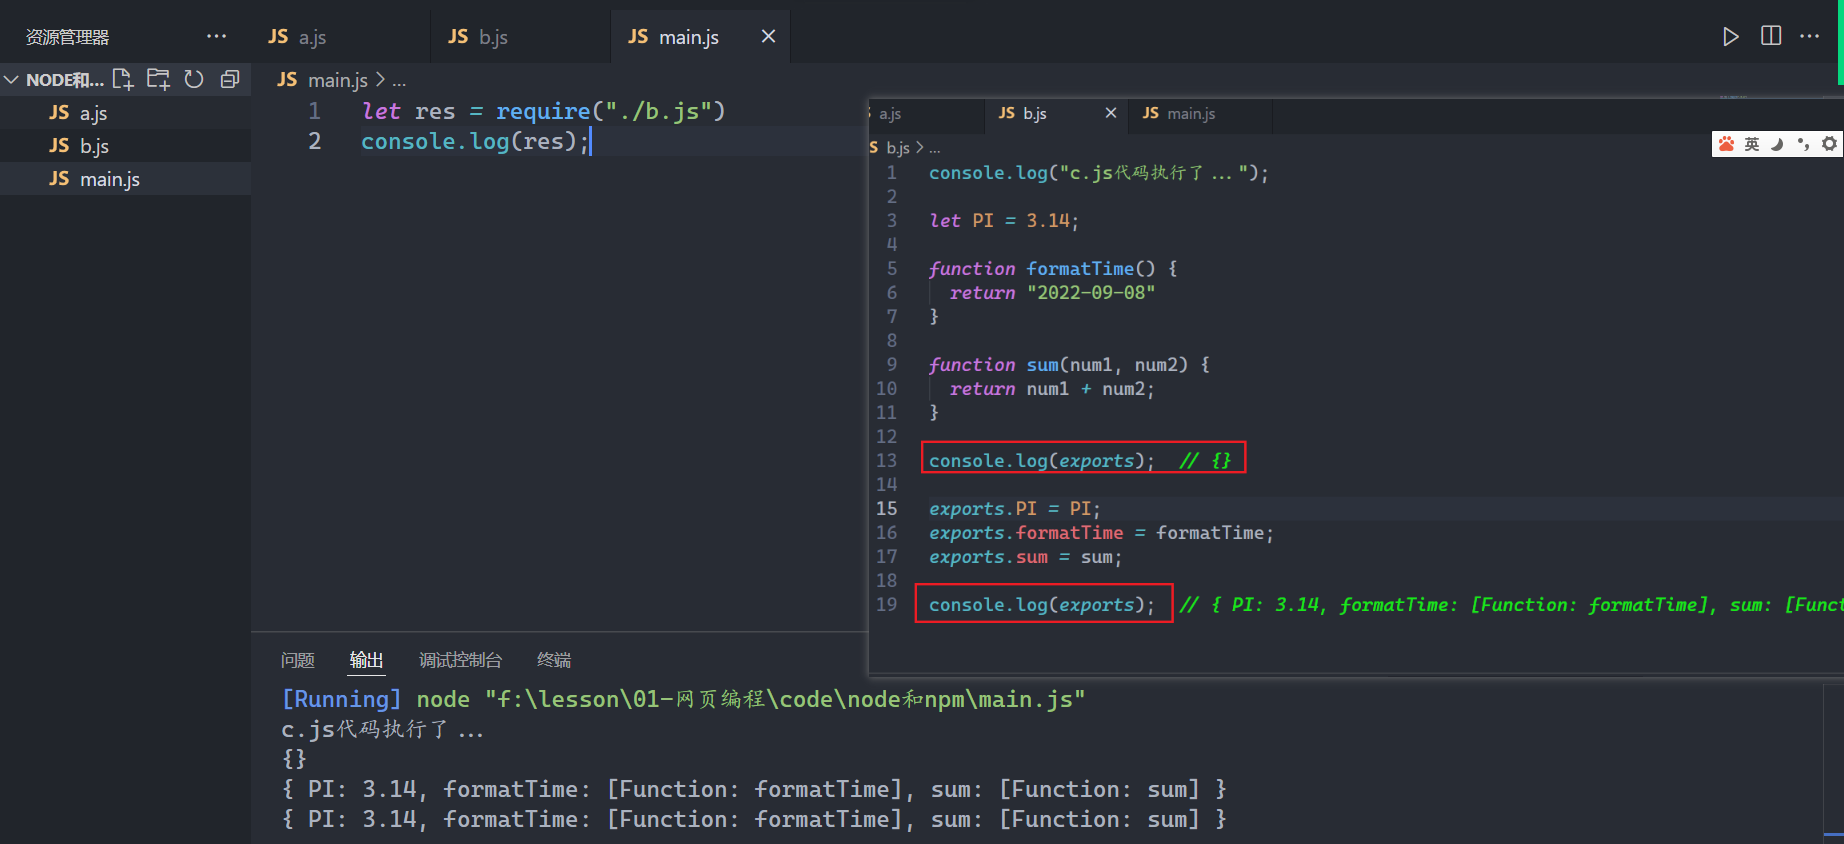 资源管理器 ...
JS a.js JS b.js JS main.js
NODE和...
JS a.js
JS b.js
JS main.js
JS main.js > ...
1 let res = require("./b.js")
2 console.log(res);
a.js JS b.js JS main.js
英
S b.js > ...
1 console.log("c.js代码执行了...");
2
3 let PI = 3.14;
4
5 function formatTime() {
6 return "2022-09-08"
7 }
8
9 function sum(num1, num2) {
10 return num1 + num2;
11 }
12
13 console.log(exports); // {}
14
15 exports.PI = PI;
16 exports.formatTime = formatTime;
17 exports.sum = sum;
18
19 console.log(exports); // { PI: 3.14, formatTime: [Function: formatTime], sum: [Funct
问题 输出 调试控制台 终端
[Running] node "f:\lesson\01-网页编程\code\node和npm\main.js"
c.js代码执行了...
{}
{ PI: 3.14, formatTime: [Function: formatTime], sum: [Function: sum] }
{ PI: 3.14, formatTime: [Function: formatTime], sum: [Function: sum] }